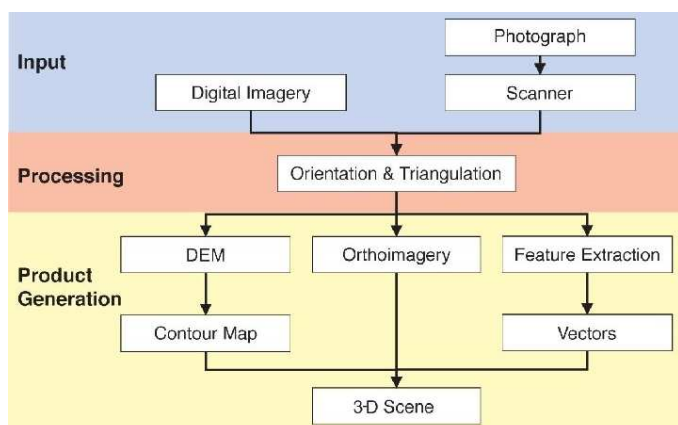 Input
Photograph
Digital Imagery
Scanner
Processing
Orientation & Triangulation
Product
Generation
DEM
Orthoimagery
Feature Extraction
Contour Map
Vectors
3-D Scene